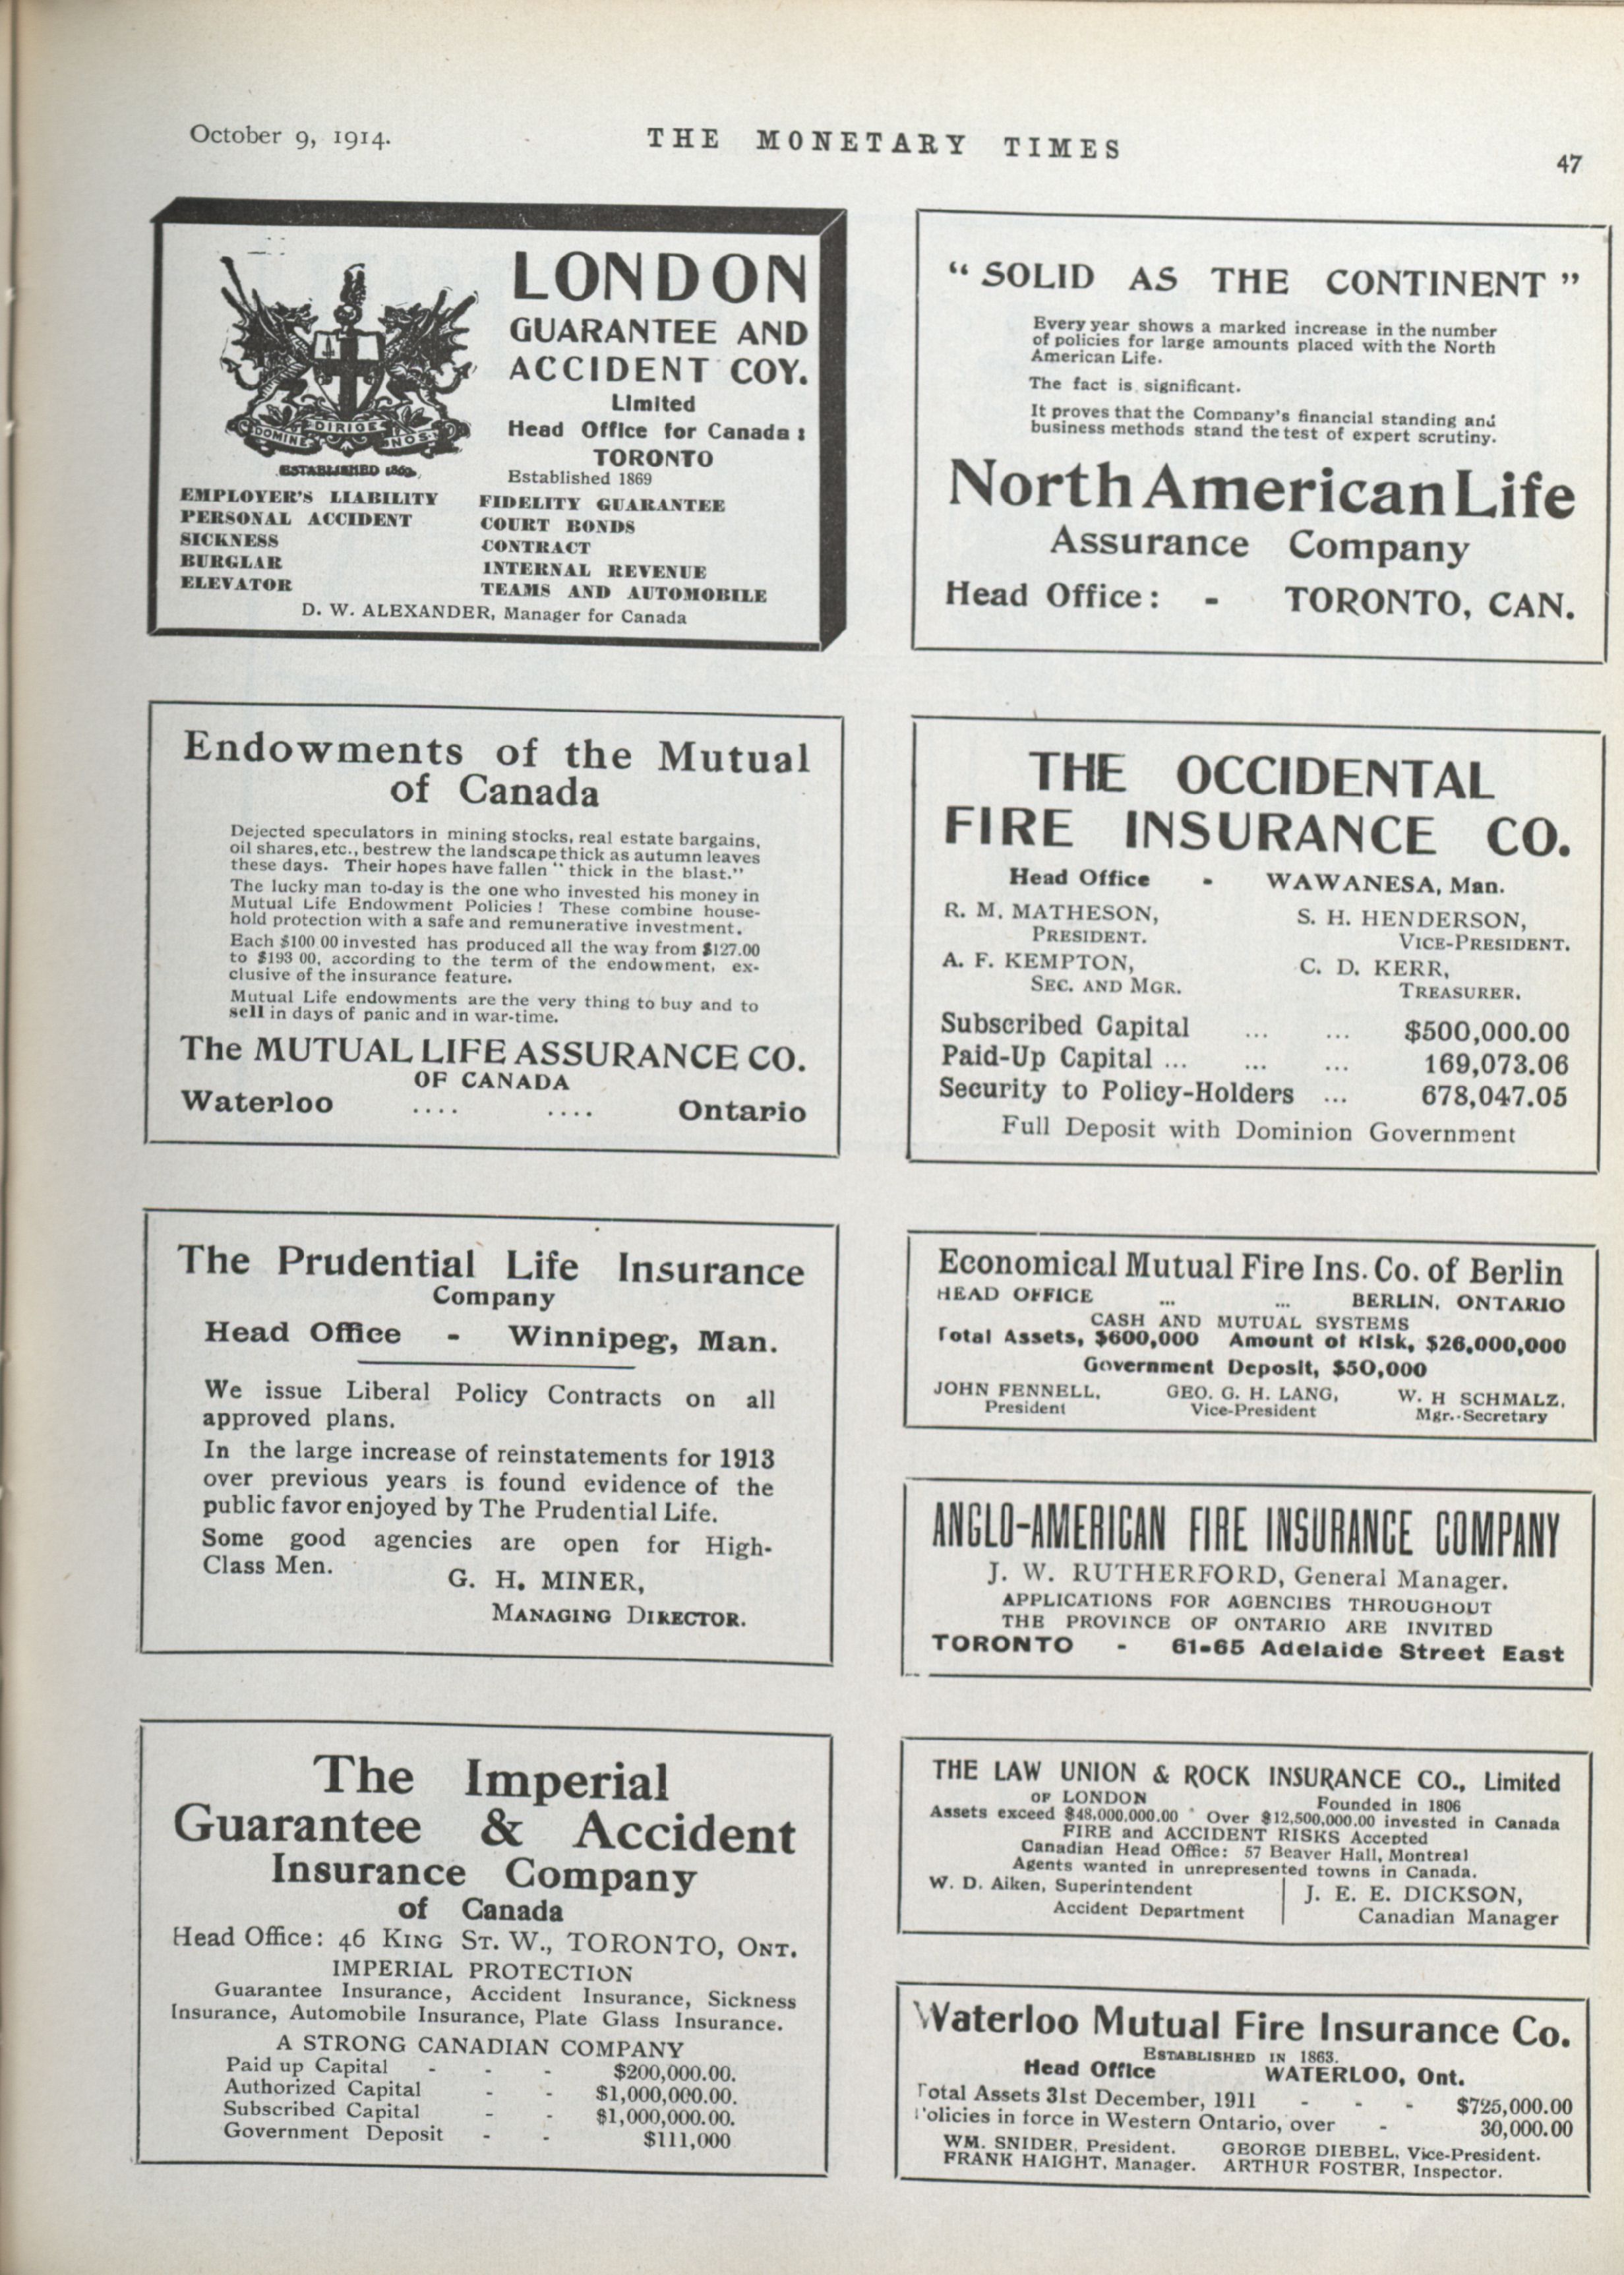 October 9, 1914.
THE MONETARY TIMES
47
LONDON
GUARANTEE AND
ACCIDENT COY.
Limited
Head Office for Canada:
TORONTO
Established 1869
DOMINE DIRIGE NOS
ESTABLISHED 1869
EMPLOYER'S LIABILITY
PERSONAL ACCIDENT
SICKNESS
BURGLAR
ELEVATOR
FIDELITY GUARANTEE
COURT BONDS
CONTRACT
INTERNAL REVENUE
TEAMS AND AUTOMOBILE
D. W. ALEXANDER, Manager for Canada
Endowments of the Mutual
of Canada
Dejected speculators in mining stocks, real estate bargains,
oil shares, etc., bestrew the landscape thick as autumn leaves
these days. Their hopes have fallen "thick in the blast."
The lucky man to-day is the one who invested his money in
Mutual Life Endowment Policies! These combine house-
hold protection with a safe and remunerative investment.
Each $100 00 invested has produced all the way from $127.00
to $193 00, according to the term of the endowment, ex-
clusive of the insurance feature.
Mutual Life endowments are the very thing to buy and to
sell in days of panic and in war-time.
The MUTUAL LIFE ASSURANCE CO.
OF CANADA
Waterloo .... .... Ontario
The Prudential Life Insurance
Company
Head Office - Winnipeg, Man.
We issue Liberal Policy Contracts on all
approved plans.
In the large increase of reinstatements for 1913
over previous years is found evidence of the
public favor enjoyed by The Prudential Life.
Some good agencies are open for High-
Class Men.
G. H. MINER,
MANAGING DIRECTOR.
The Imperial
Guarantee & Accident
Insurance Company
of Canada
Head Office: 46 KING ST. W., TORONTO, ONT.
IMPERIAL PROTECTION
Guarantee Insurance, Accident Insurance, Sickness
Insurance, Automobile Insurance, Plate Glass Insurance.
A STRONG CANADIAN COMPANY
Paid up Capital - - - $200,000.00.
Authorized Capital - - $1,000,000.00.
Subscribed Capital - - $1,000,000.00.
Government Deposit - - $111,000
"SOLID AS THE CONTINENT"
Every year shows a marked increase in the number
of policies for large amounts placed with the North
American Life.
The fact is significant.
It proves that the Company's financial standing and
business methods stand the test of expert scrutiny.
North American Life
Assurance Company
Head Office: - TORONTO, CAN.
THE OCCIDENTAL
FIRE INSURANCE CO.
Head Office - WAWANESA, Man.
R. M. MATHESON,
PRESIDENT.
S. H. HENDERSON,
VICE-PRESIDENT.
A. F. KEMPTON,
SEC. AND MGR.
C. D. KERR,
TREASURER.
Subscribed Capital ... ... $500,000.00
Paid-Up Capital ... ... ... 169,073.06
Security to Policy-Holders ... 678,047.05
Full Deposit with Dominion Government
Economical Mutual Fire Ins. Co. of Berlin
HEAD OFFICE ... ... BERLIN, ONTARIO
CASH AND MUTUAL SYSTEMS
Total Assets, $600,000 Amount of Risk, $26,000,000
Government Deposit, $50,000
JOHN FENNELL,
President
GEO. G. H. LANG,
Vice-President
W. H SCHMALZ,
Mgr.-Secretary
ANGLO-AMERICAN FIRE INSURANCE COMPANY
J. W. RUTHERFORD, General Manager.
APPLICATIONS FOR AGENCIES THROUGHOUT
THE PROVINCE OF ONTARIO ARE INVITED
TORONTO - 61-65 Adelaide Street East
THE LAW UNION & ROCK INSURANCE CO., Limited
OF LONDON Founded in 1806
Assets exceed $48,000,000.00 Over $12,500,000.00 invested in Canada
FIRE and ACCIDENT RISKS Accepted
Canadian Head Office: 57 Beaver Hall, Montreal
Agents wanted in unrepresented towns in Canada.
W. D. Aiken, Superintendent
Accident Department
J. E. E. DICKSON,
Canadian Manager
Waterloo Mutual Fire Insurance Co.
ESTABLISHED IN 1863.
Head Office WATERLOO, Ont.
Total Assets 31st December, 1911 - - - $725,000.00
Policies in force in Western Ontario, over - 30,000.00
WM. SNIDER, President. GEORGE DIEBEL, Vice-President.
FRANK HAIGHT, Manager. ARTHUR FOSTER, Inspector.